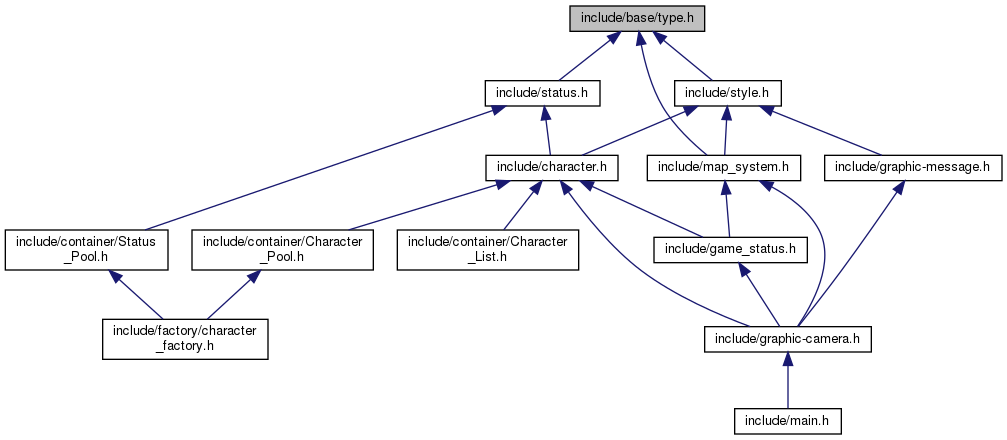 include/base/type.h
include/status.h
include/style.h
include/character.h
include/map_system.h
include/graphic-message.h
include/container/Status
_Pool.h
include/container/Character
_Pool.h
include/container/Character
_List.h
include/game_status.h
include/factory/character
_factory.h
include/graphic-camera.h
include/main.h